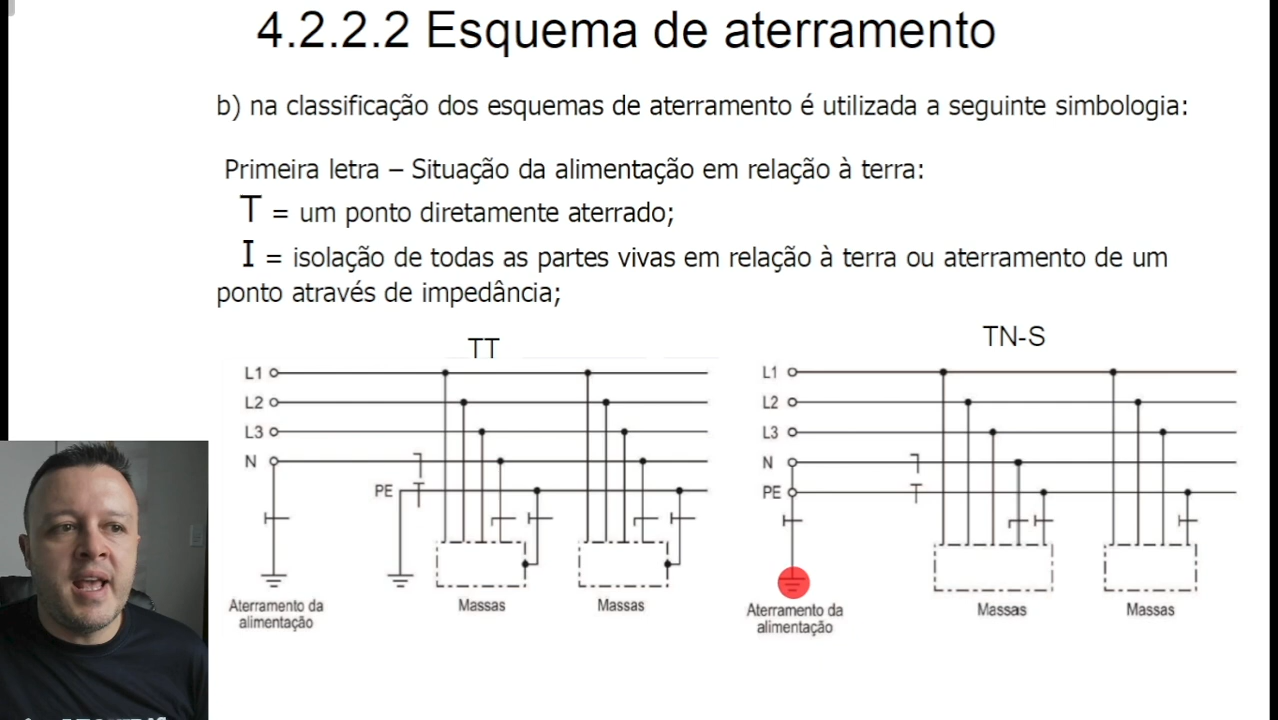 4.2.2.2 Esquema de aterramento
b) na classificação dos esquemas de aterramento é utilizada a seguinte simbologia:
Primeira letra – Situação da alimentação em relação à terra:
T = um ponto diretamente aterrado;
I = isolação de todas as partes vivas em relação à terra ou aterramento de um
ponto através de impedância;
TT
L1
L2
L3
N
PE
Aterramento da
alimentação
Massas
Massas
TN-S
L1
L2
L3
N
PE
Aterramento da
alimentação
Massas
Massas